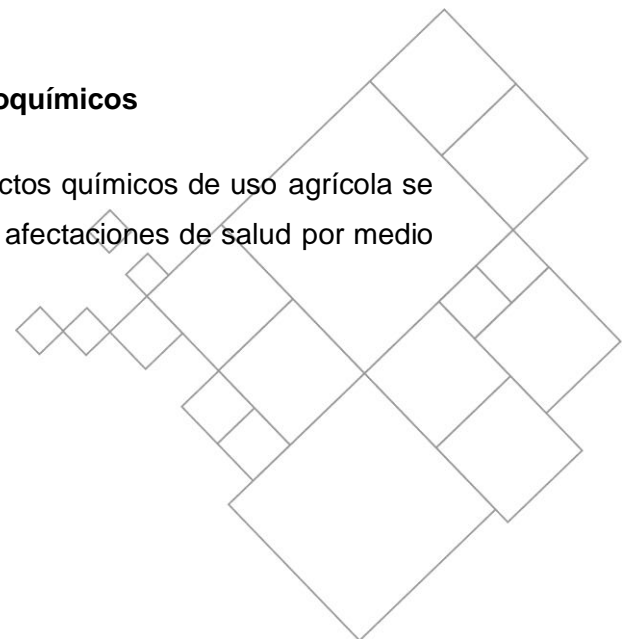 oquímicos
ctos químicos de uso agrícola se
afectaciones de salud por medio